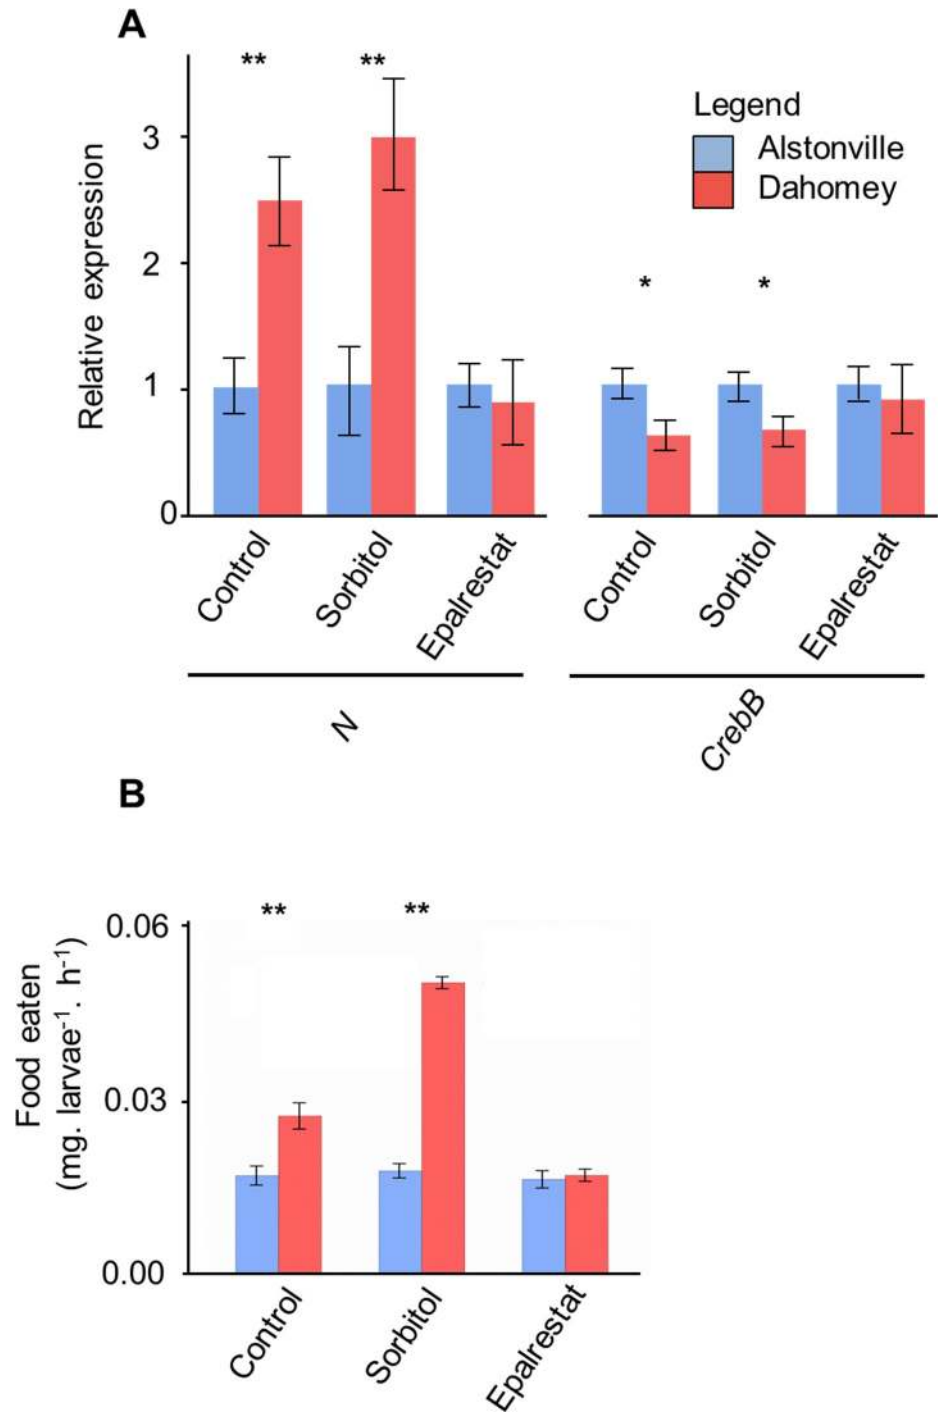 A
** **
Legend
Alstonville
Dahomey
Relative expression
3
2
1
0
* *
Control
Sorbitol
Epalrestat
Control
Sorbitol
Epalrestat
N
CrebB
B
** **
Food eaten
(mg. larvae⁻¹. h⁻¹)
0.06
0.03
0.00
Control
Sorbitol
Epalrestat